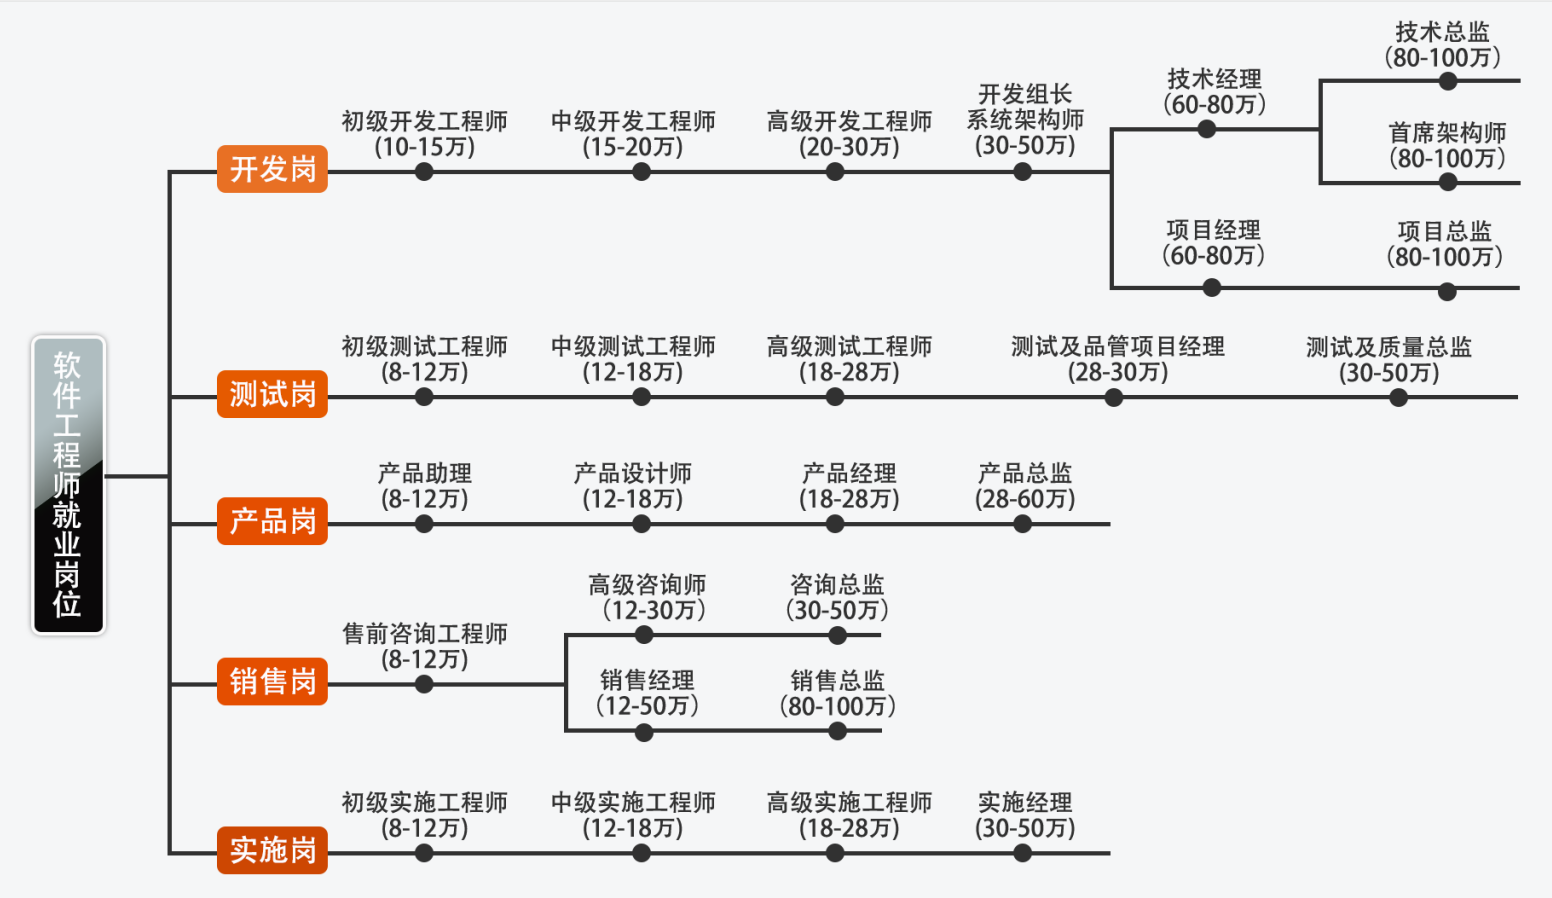 软件工程师就业岗位
开发岗
初级开发工程师
(10-15万)
中级开发工程师
(15-20万)
高级开发工程师
(20-30万)
开发组长
系统架构师
(30-50万)
技术经理
（60-80万）
技术总监
（80-100万）
首席架构师
（80-100万）
项目经理
（60-80万）
项目总监
（80-100万）
测试岗
初级测试工程师
(8-12万)
中级测试工程师
(12-18万)
高级测试工程师
(18-28万)
测试及品管项目经理
(28-30万)
测试及质量总监
(30-50万)
产品岗
产品助理
(8-12万)
产品设计师
(12-18万)
产品经理
(18-28万)
产品总监
(28-60万)
销售岗
售前咨询工程师
(8-12万)
高级咨询师
（12-30万）
咨询总监
（30-50万）
销售经理
（12-50万）
销售总监
（80-100万）
实施岗
初级实施工程师
(8-12万)
中级实施工程师
(12-18万)
高级实施工程师
(18-28万)
实施经理
(30-50万)